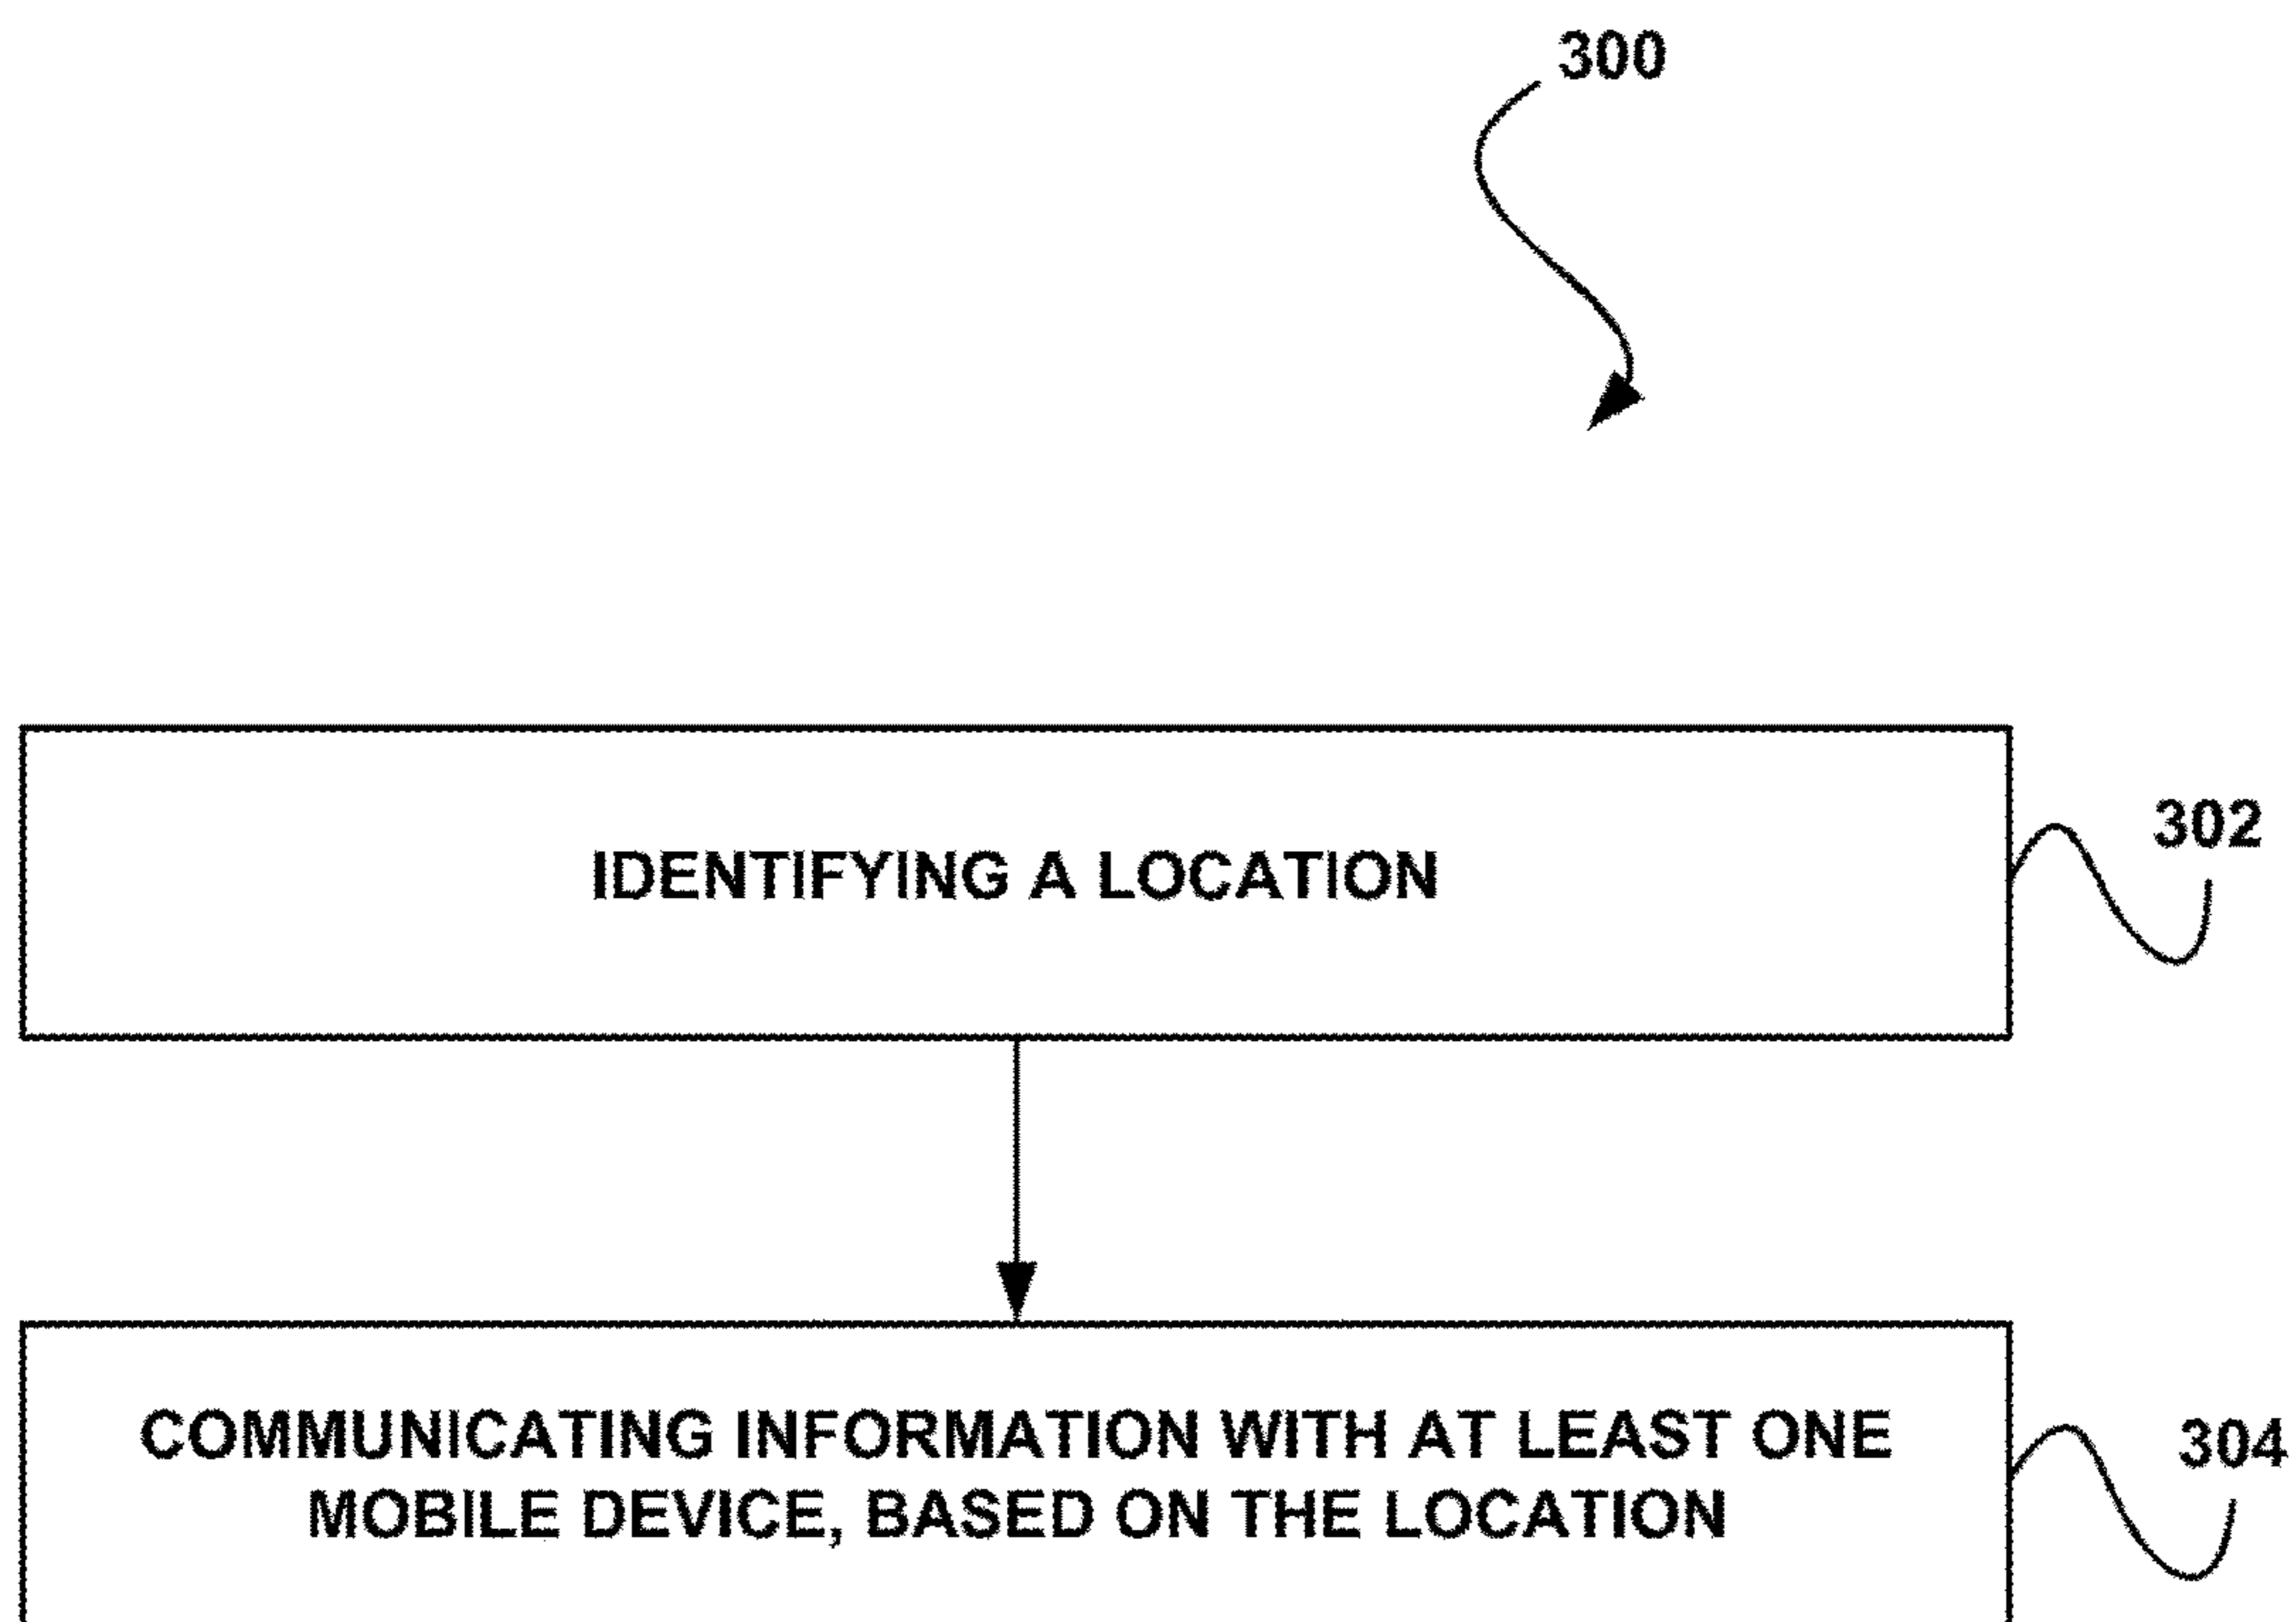 300
IDENTIFYING A LOCATION
302
COMMUNICATING INFORMATION WITH AT LEAST ONE
MOBILE DEVICE, BASED ON THE LOCATION
304